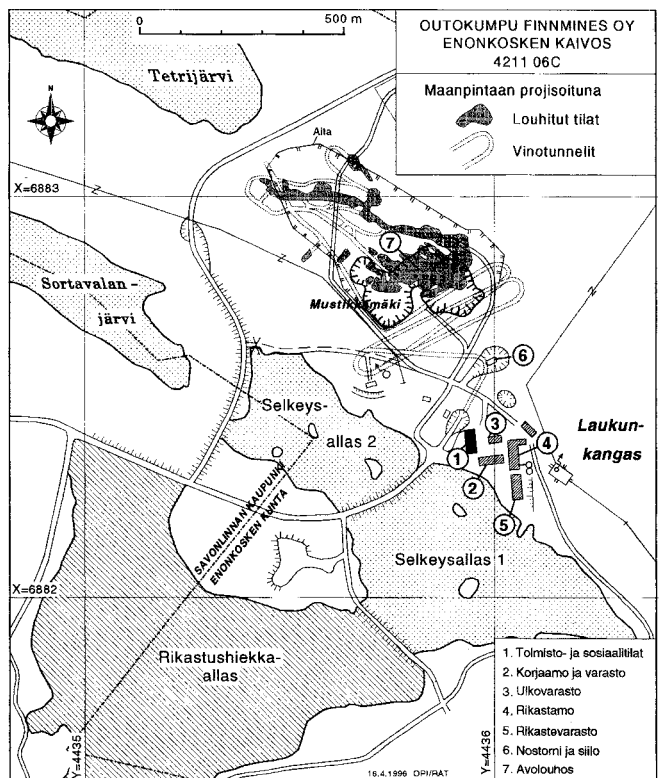 0 500 m
OUTOKUMPU FINNMINES OY
ENONKOSKEN KAIVOS
4211 06C
Maanpintaan projisoituna
Louhitut tilat
Vinotunnelit
Tetrijärvi
N
Aita
X=6883
7
Z
Z
Sortavalan-
järvi
Mustikkamäki
6
Selkeys-
allas 2
3
4
1
2
5
Laukun-
kangas
SAVONLINNAN KAUPUNKI
ENONKOSKEN KUNTA
Selkeysallas 1
X=6882
Rikastushiekka-
allas
1. Toimisto- ja sosiaalitilat
2. Korjaamo ja varasto
3. Ulkovarasto
4. Rikastamo
5. Rikastevarasto
6. Nostorni ja siilo
7. Avolouhos
Y=4435
Y=4436
16.4.1996 OPI/RAT